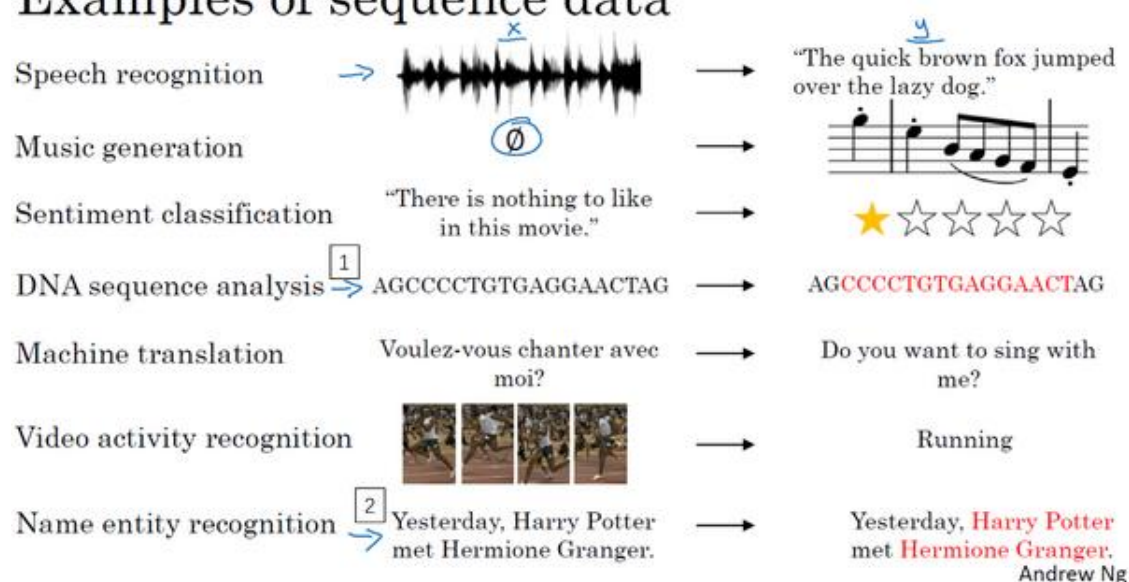 Examples of sequence data
x
y
Speech recognition
“The quick brown fox jumped
over the lazy dog.”
Music generation
∅
Sentiment classification
“There is nothing to like
in this movie.”
1
DNA sequence analysis
AGCCCCTGTGAGGAACTAG
AGCCCCTGTGAGGAACTAG
Machine translation
Voulez-vous chanter avec
moi?
Do you want to sing with
me?
Video activity recognition
Running
2
Name entity recognition
Yesterday, Harry Potter
met Hermione Granger.
Yesterday, Harry Potter
met Hermione Granger.
Andrew Ng